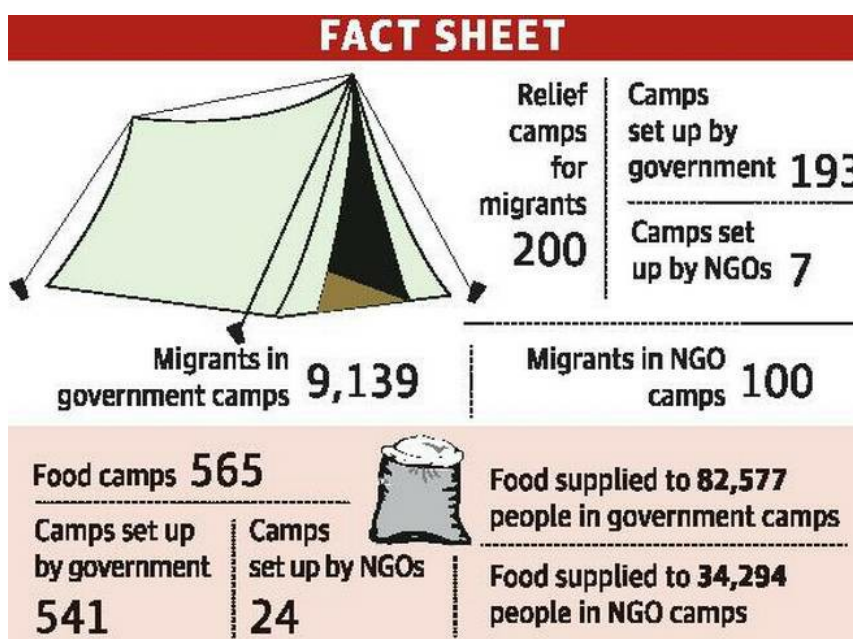 FACT SHEET
Relief
camps
for
migrants
200
Camps
set up by
government 193
Camps set
up by NGOs 7
Migrants in
government camps 9,139
Migrants in NGO
camps 100
Food camps 565
Camps set up
by government
541
Camps
set up by NGOs
24
Food supplied to 82,577
people in government camps
Food supplied to 34,294
people in NGO camps